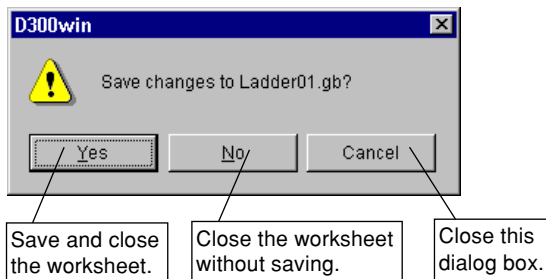 D300win
Save changes to Ladder01.gb?
Yes
No
Cancel
Save and close
the worksheet.
Close the worksheet
without saving.
Close this
dialog box.